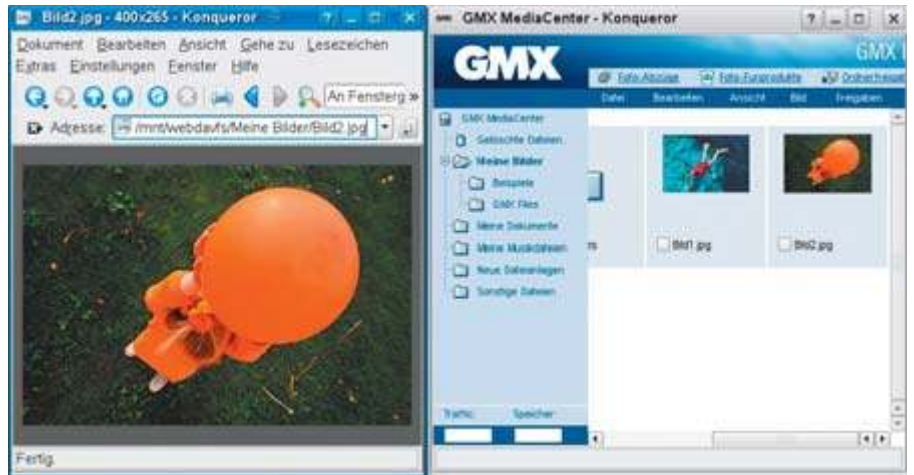 Bild2.jpg - 400x265 - Konqueror
Dokument Bearbeiten Ansicht Gehe zu Lesezeichen
Extras Einstellungen Fenster Hilfe
An Fensterg »
Adresse: /mnt/webdavfs/Meine Bilder/Bild2.jpg
Fertig.
GMX MediaCenter - Konqueror
GMX
GMX
Foto-Abzüge Foto-Funprodukte
Datei Bearbeiten Ansicht Bild Freigaben
GMX MediaCenter
Gelöschte Dateien
Meine Bilder
Beispiele
GMX Files
Meine Dokumente
Meine Musikdateien
Neue Dateianlagen
Sonstige Dateien
Bild1.jpg Bild2.jpg
Traffic: Speicher: